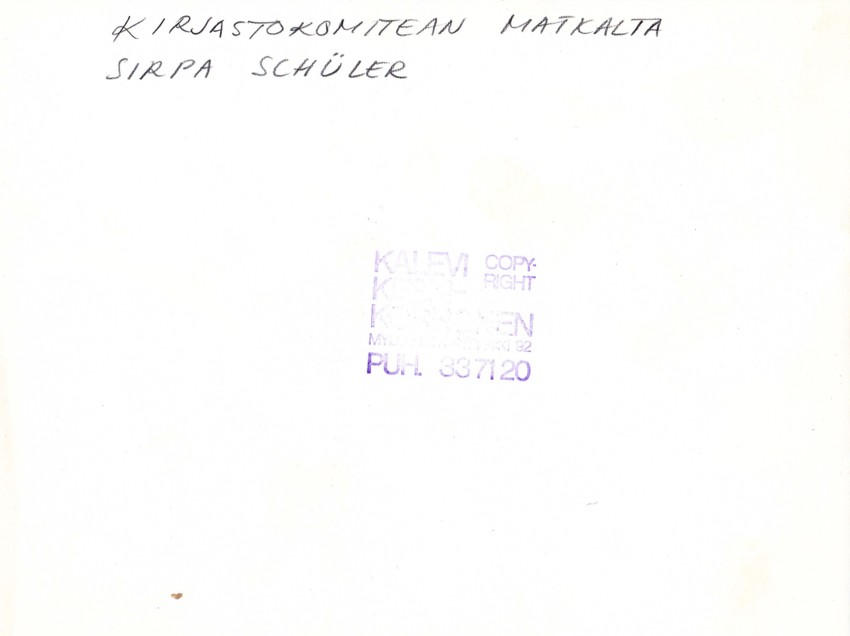 KIRJASTOKOMITEAN MATKALTA
SIRPA SCHÜLER
KALEVI COPY-
RIGHT
PUH. 337120